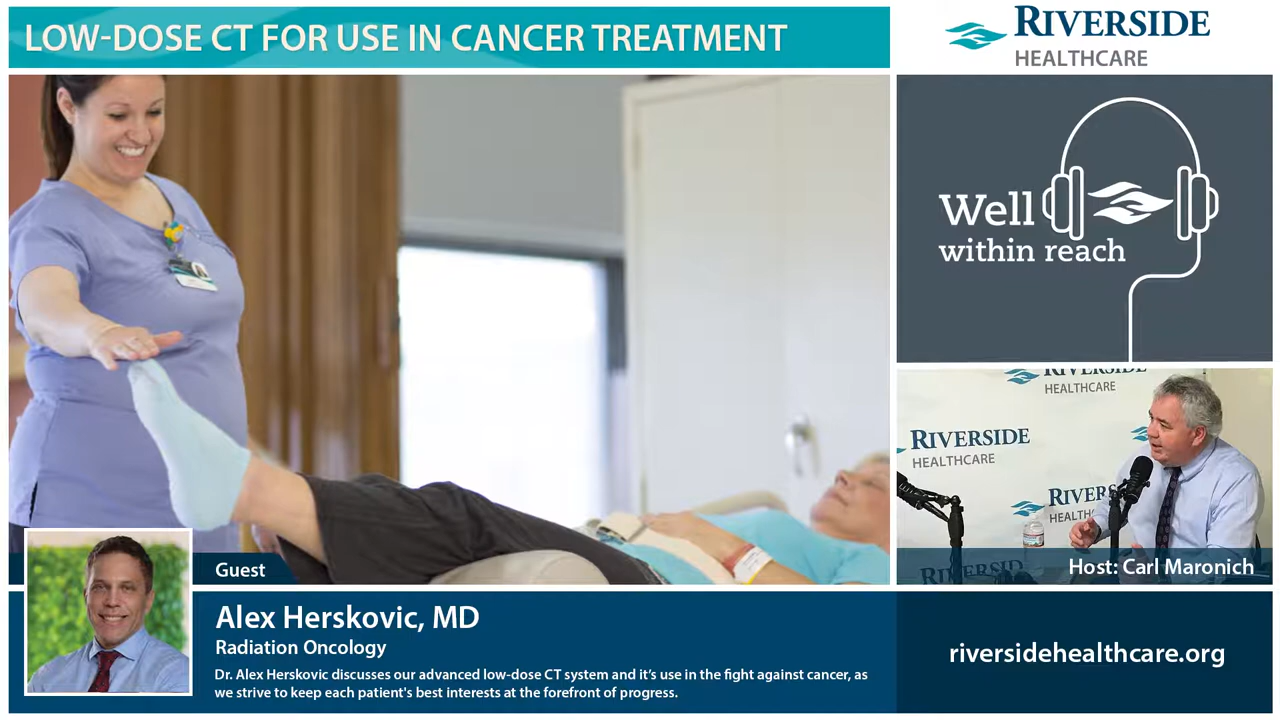 LOW-DOSE CT FOR USE IN CANCER TREATMENT
RIVERSIDE
HEALTHCARE
Well
within reach
RIVERSIDE
HEALTHCARE
RIVERSIDE
HEALTHCARE
RIVERS
HEALTHC
RIVERSIDE
Host: Carl Maronich
Guest
Alex Herskovic, MD
Radiation Oncology
Dr. Alex Herskovic discusses our advanced low-dose CT system and it's use in the fight against cancer, as
we strive to keep each patient's best interests at the forefront of progress.
riversidehealthcare.org